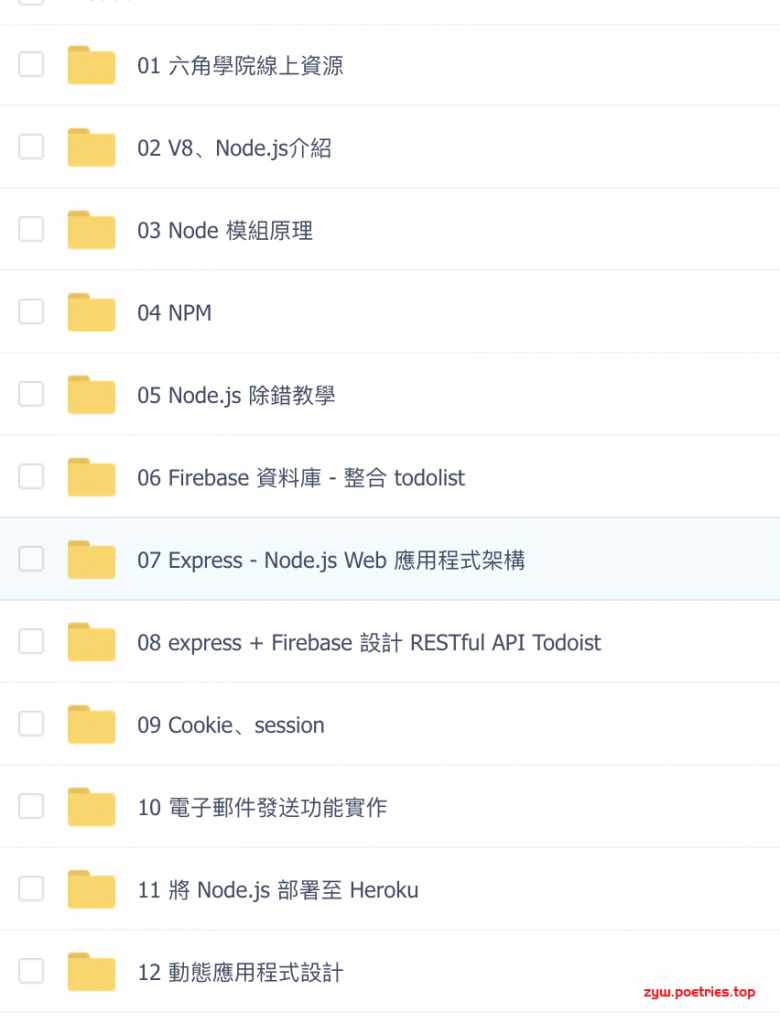 01 六角學院線上資源
02 V8、Node.js介紹
03 Node 模組原理
04 NPM
05 Node.js 除錯教學
06 Firebase 資料庫 - 整合 todolist
07 Express - Node.js Web 應用程式架構
08 express + Firebase 設計 RESTful API Todoist
09 Cookie、session
10 電子郵件發送功能實作
11 將 Node.js 部署至 Heroku
12 動態應用程式設計
zyw.poetries.top